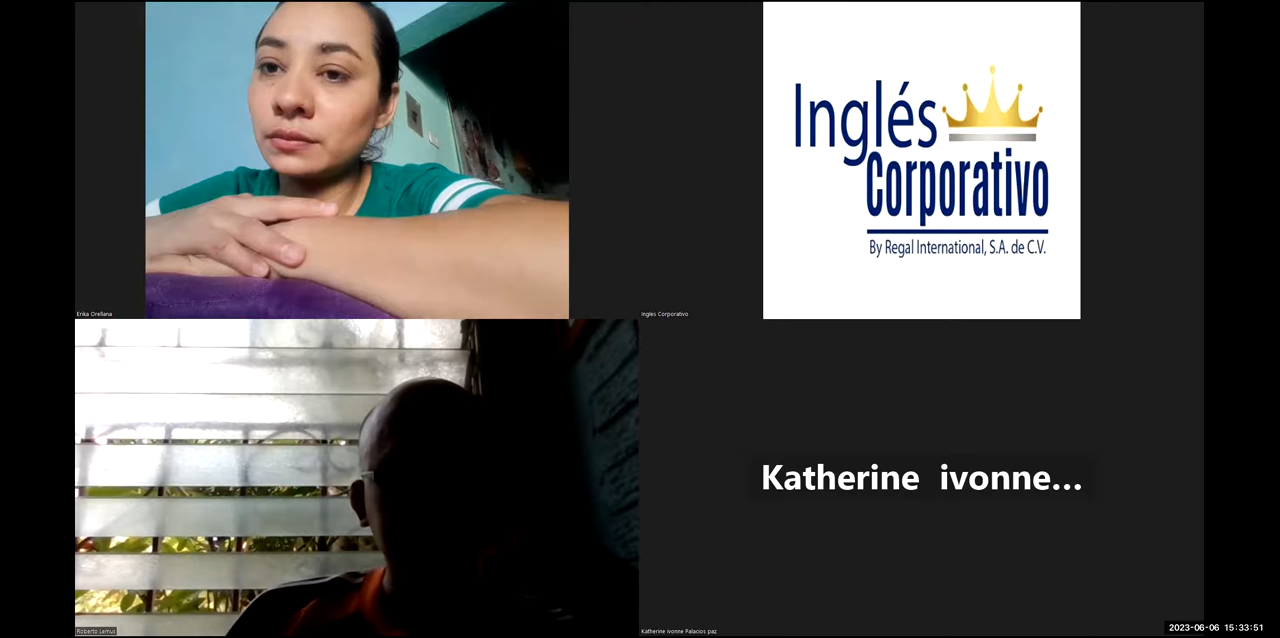 Inglés
Corporativo
By Regal International, S.A. de C.V.
Erika Orellana
Ingles Corporativo
Katherine ivonne...
Roberto Lemus
Katherine ivonne Palacios paz
2023-06-06 15:33:51